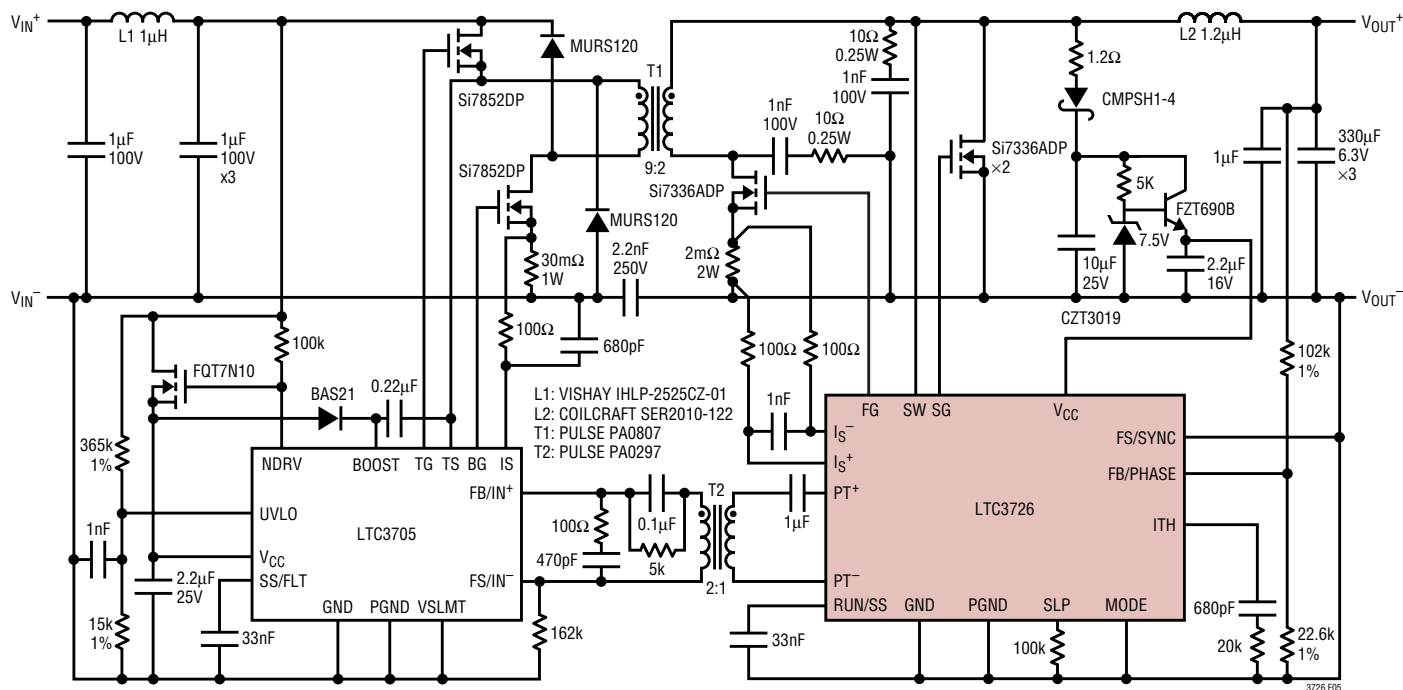 VIN+
L1 1µH
1µF
100V
1µF
100V
x3
Si7852DP
MURS120
Si7852DP
30mΩ
1W
MURS120
T1
9:2
2.2nF
250V
1nF
100V
10Ω
0.25W
10Ω
0.25W
1nF
100V
Si7336ADP
2mΩ
2W
Si7336ADP
×2
1.2Ω
CMPSH1-4
5K
7.5V
FZT690B
10µF
25V
2.2µF
16V
CZT3019
L2 1.2µH
VOUT+
1µF
330µF
6.3V
×3
VIN–
VOUT–
100k
FQT7N10
BAS21
0.22µF
100Ω
680pF
365k
1%
1nF
15k
1%
2.2µF
25V
33nF
NDRV
BOOST
TG
TS
BG
IS
UVLO
VCC
SS/FLT
LTC3705
FB/IN+
FS/IN–
GND
PGND
VSLMT
162k
L1: VISHAY IHLP-2525CZ-01
L2: COILCRAFT SER2010-122
T1: PULSE PA0807
T2: PULSE PA0297
100Ω
470pF
0.1µF
5k
T2
2:1
1µF
100Ω
100Ω
1nF
FG
SW
SG
VCC
IS–
IS+
PT+
PT–
RUN/SS
LTC3726
FS/SYNC
FB/PHASE
ITH
GND
PGND
SLP
MODE
33nF
100k
680pF
20k
102k
1%
22.6k
1%
3726 F05